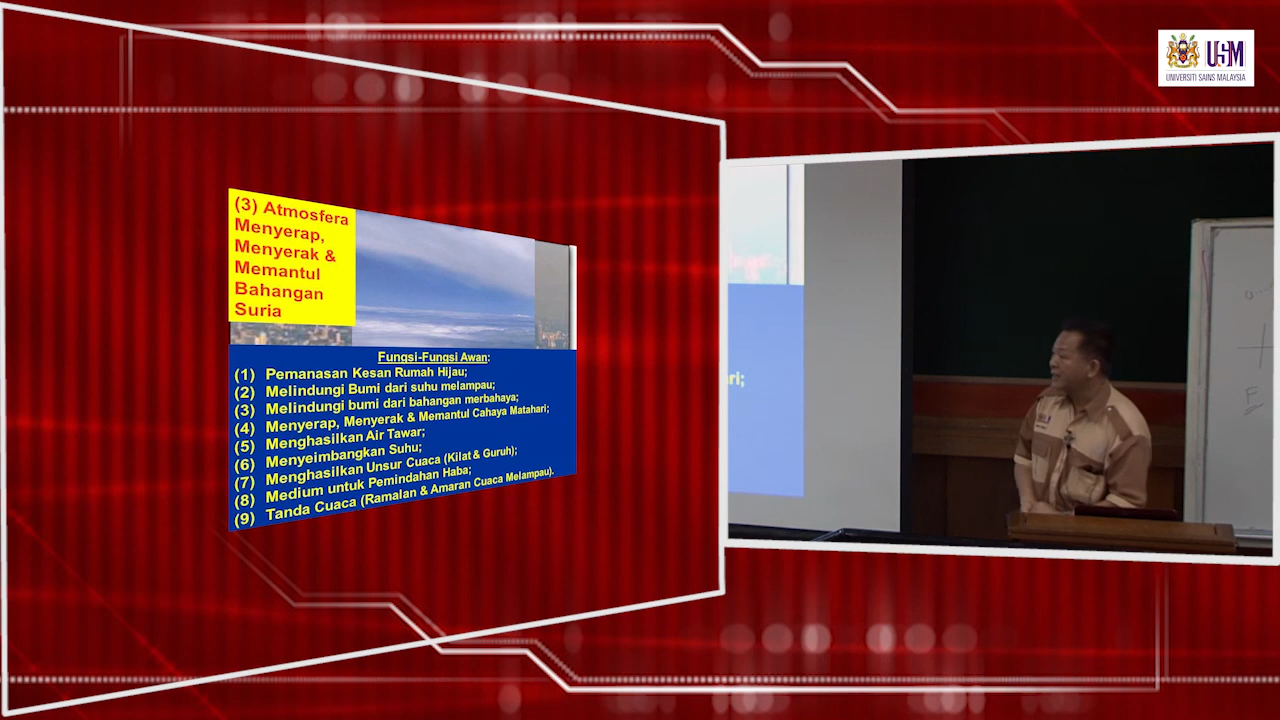 USM
UNIVERSITI SAINS MALAYSIA
(3) Atmosfera
Menyerap,
Menyerak &
Memantul
Bahangan
Suria
Fungsi-Fungsi Awan:
(1) Pemanasan Kesan Rumah Hijau;
(2) Melindungi Bumi dari suhu melampau;
(3) Melindungi bumi dari bahangan merbahaya;
(4) Menyerap, Menyerak & Memantul Cahaya Matahari;
(5) Menghasilkan Air Tawar;
(6) Menyeimbangkan Suhu;
(7) Menghasilkan Unsur Cuaca (Kilat & Guruh);
(8) Medium untuk Pemindahan Haba;
(9) Tanda Cuaca (Ramalan & Amaran Cuaca Melampau).
ri;
E